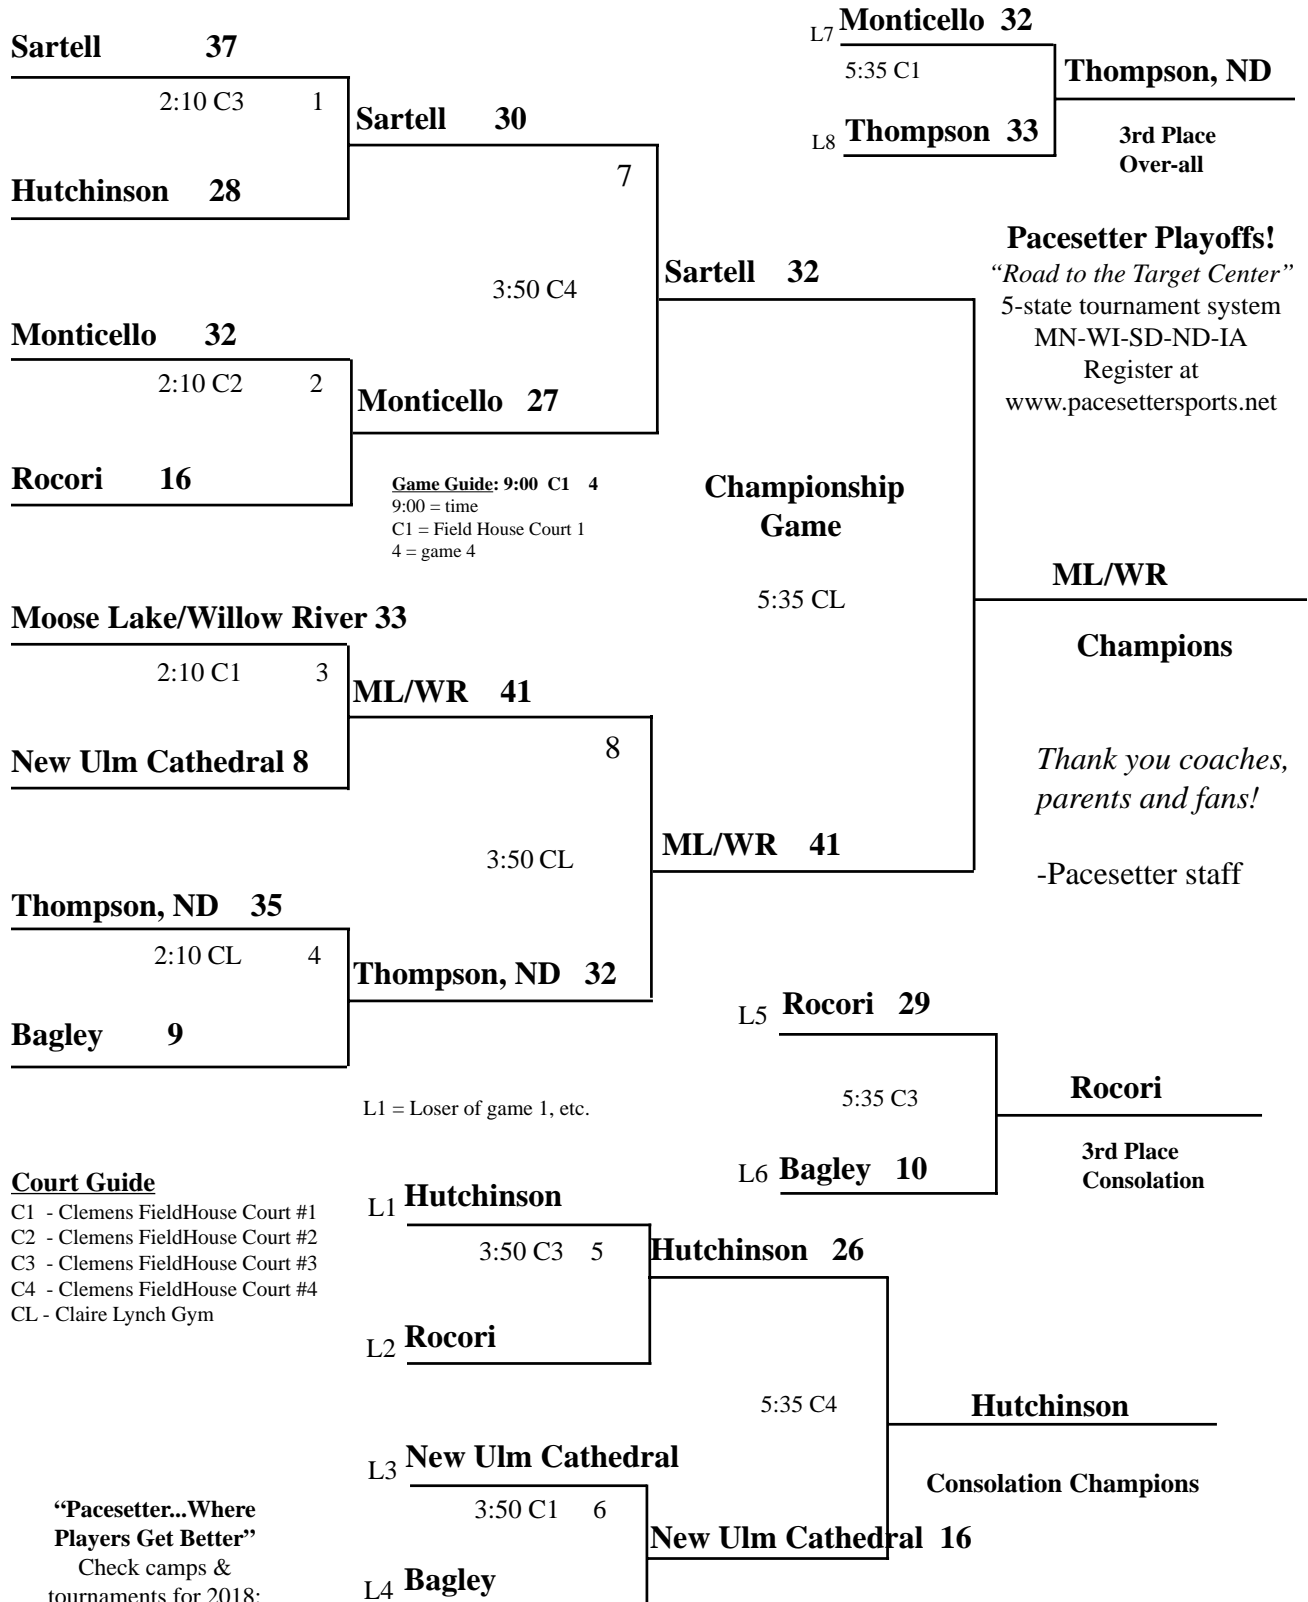 Sartell 37
2:10 C3 1
Hutchinson 28
Sartell 30
7
3:50 C4
Monticello 32
2:10 C2 2
Rocori 16
Monticello 27
Game Guide: 9:00 C1 4
9:00 = time
C1 = Field House Court 1
4 = game 4
Moose Lake/Willow River 33
2:10 C1 3
New Ulm Cathedral 8
ML/WR 41
8
3:50 CL
Thompson, ND 35
2:10 CL 4
Bagley 9
Thompson, ND 32
Sartell 32
Championship
Game
5:35 CL
ML/WR 41
ML/WR
Champions
L7 Monticello 32
5:35 C1
L8 Thompson 33
Thompson, ND
3rd Place
Over-all
Pacesetter Playoffs!
“Road to the Target Center”
5-state tournament system
MN-WI-SD-ND-IA
Register at
www.pacesettersports.net
Thank you coaches,
parents and fans!
-Pacesetter staff
L5 Rocori 29
5:35 C3
L6 Bagley 10
Rocori
3rd Place
Consolation
L1 = Loser of game 1, etc.
Court Guide
C1 - Clemens FieldHouse Court #1
C2 - Clemens FieldHouse Court #2
C3 - Clemens FieldHouse Court #3
C4 - Clemens FieldHouse Court #4
CL - Claire Lynch Gym
L1 Hutchinson
3:50 C3 5
L2 Rocori
Hutchinson 26
5:35 C4
L3 New Ulm Cathedral
3:50 C1 6
L4 Bagley
New Ulm Cathedral 16
Hutchinson
Consolation Champions
“Pacesetter...Where
Players Get Better”
Check camps &
tournaments for 2018: